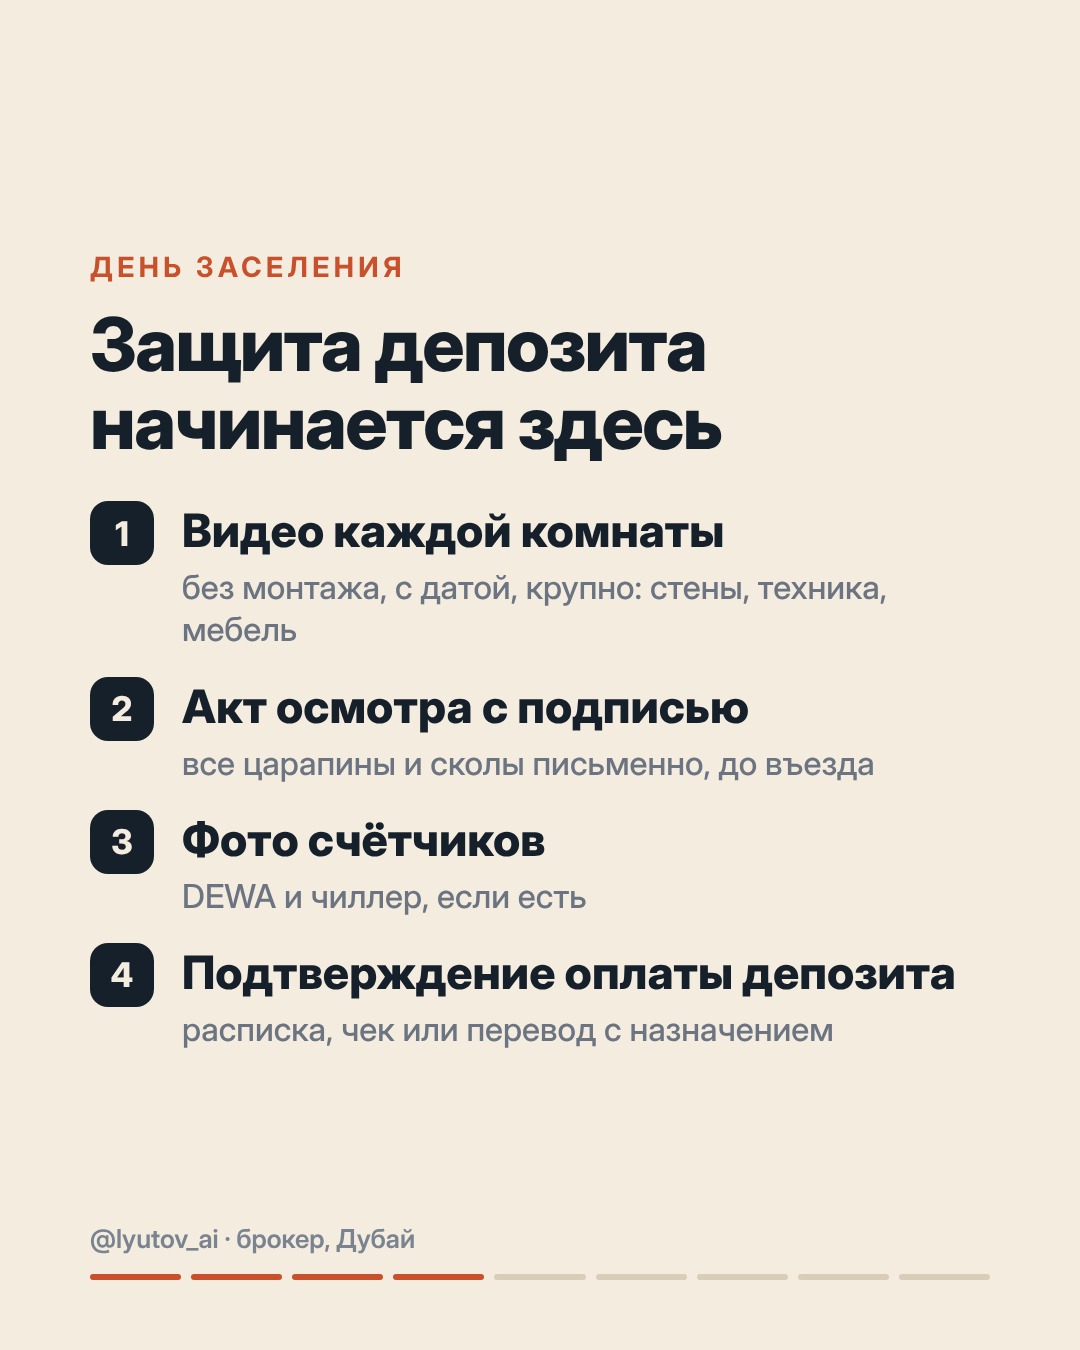 ДЕНЬ ЗАСЕЛЕНИЯ
Защита депозита
начинается здесь
1 Видео каждой комнаты
без монтажа, с датой, крупно: стены, техника,
мебель
2 Акт осмотра с подписью
все царапины и сколы письменно, до въезда
3 Фото счётчиков
DEWA и чиллер, если есть
4 Подтверждение оплаты депозита
расписка, чек или перевод с назначением
@lyutov_ai · брокер, Дубай